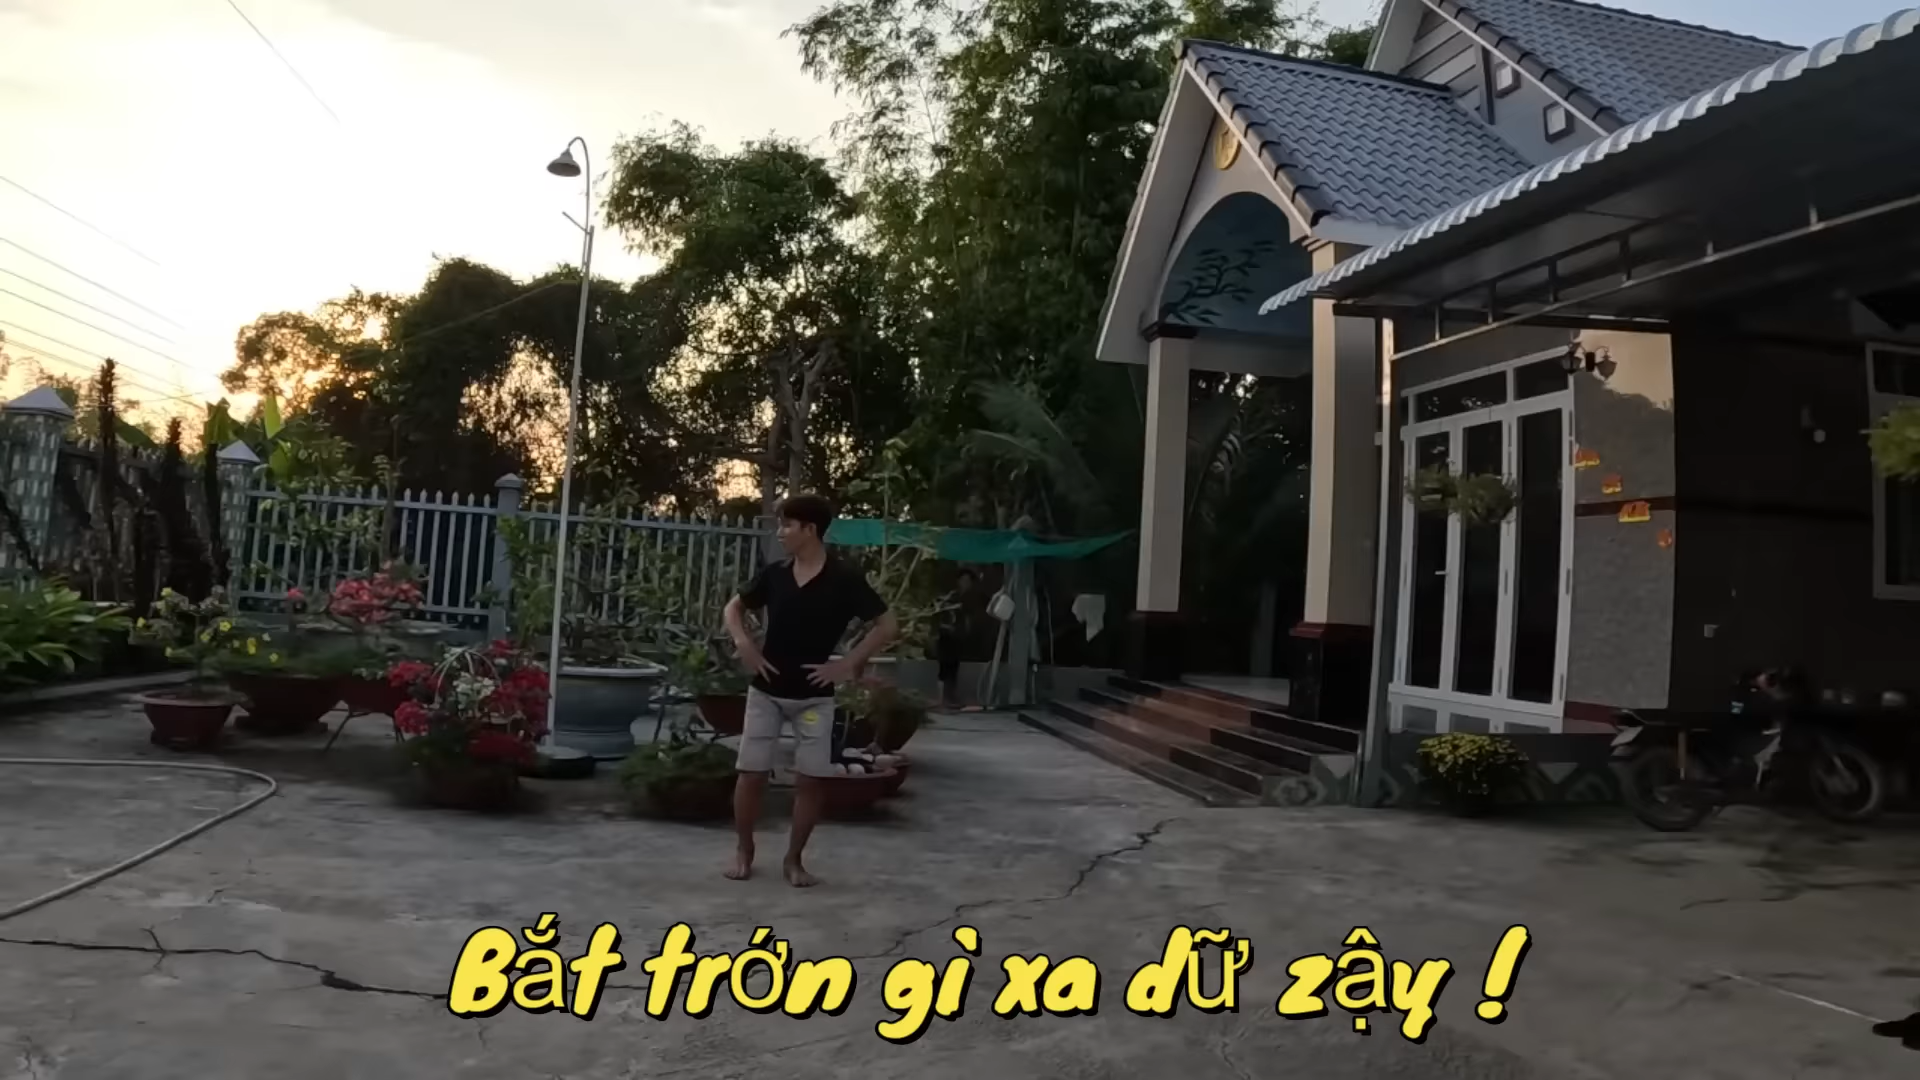 Bắt trớn gì xa dữ zậy !